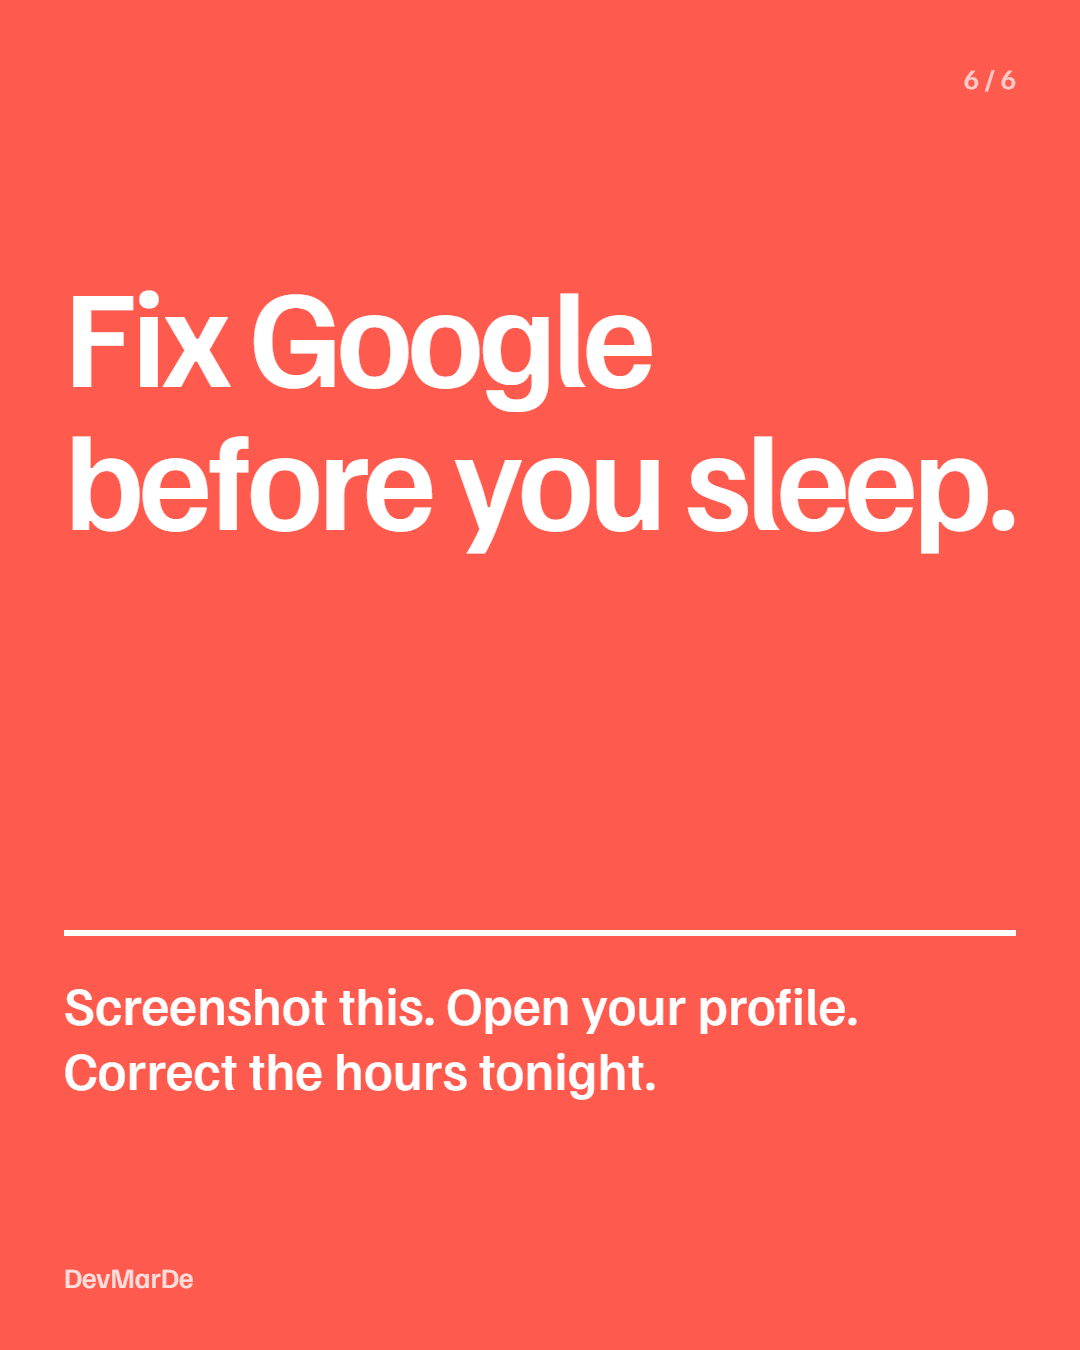 6 / 6
Fix Google
before you sleep.
Screenshot this. Open your profile.
Correct the hours tonight.
DevMarDe